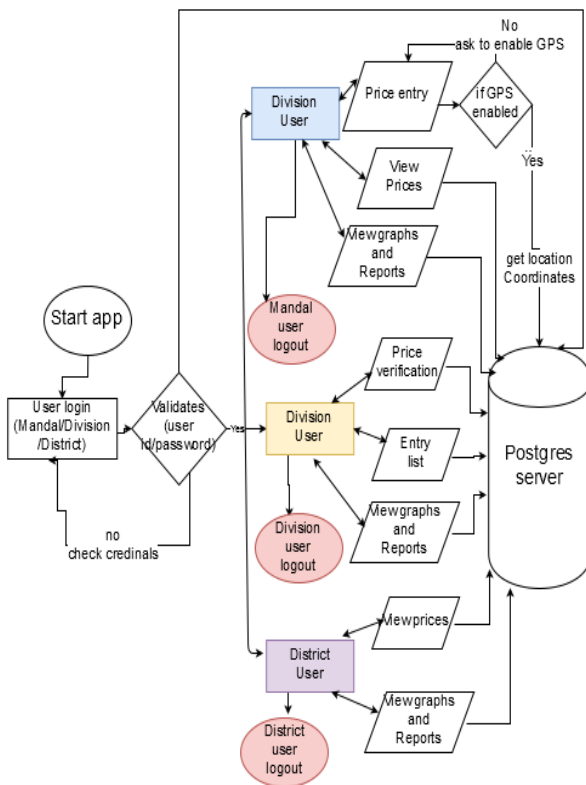 No
ask to enable GPS
Division
User
Price entry
if GPS
enabled
Yes
View
Prices
Viewgraphs
and
Reports
get location
Coordinates
Start app
Mandal
user
logout
Price
verification
User login
(Mandal/Division
/District)
Validates
(user
id/password)
Yes
Division
User
Entry
list
Postgres
server
no
check credinals
Division
user
logout
Viewgraphs
and
Reports
Viewprices
District
User
Viewgraphs
and
Reports
District
user
logout